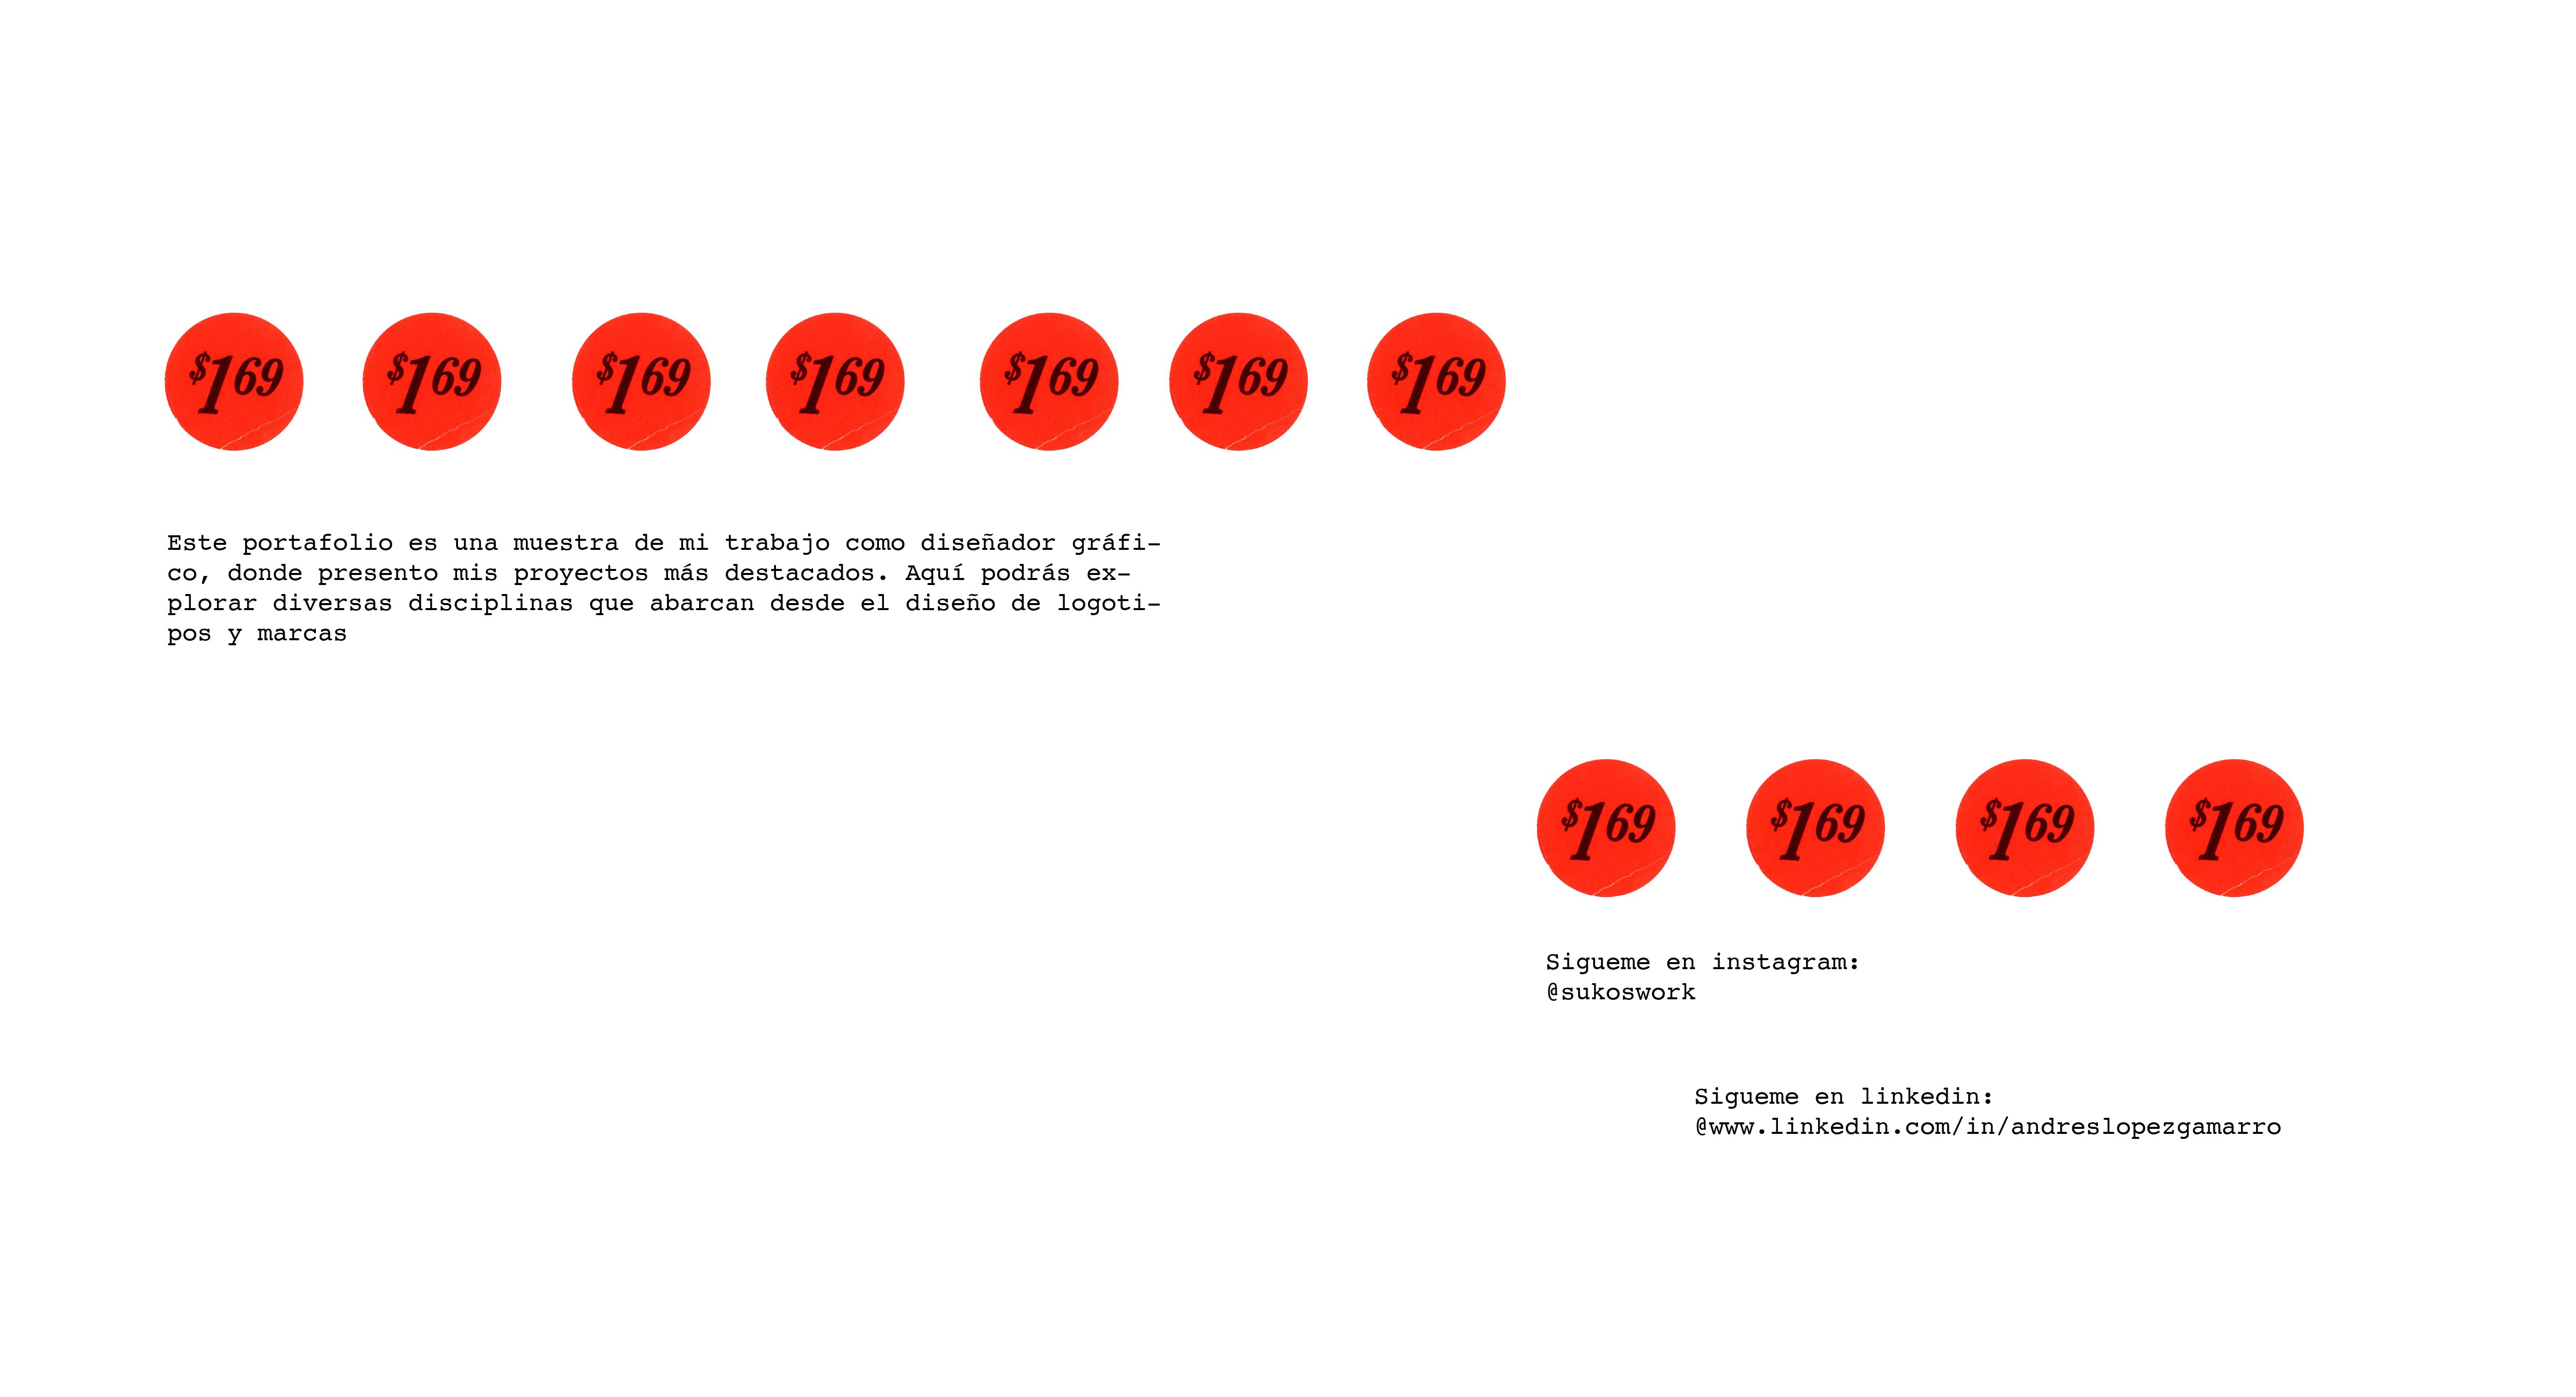 $169 $169 $169 $169 $169 $169 $169
Este portafolio es una muestra de mi trabajo como diseñador gráfi-
co, donde presento mis proyectos más destacados. Aquí podrás ex-
plorar diversas disciplinas que abarcan desde el diseño de logoti-
pos y marcas
$169 $169 $169 $169
Sigueme en instagram:
@sukoswork
Sigueme en linkedin:
@www.linkedin.com/in/andreslopezgamarro